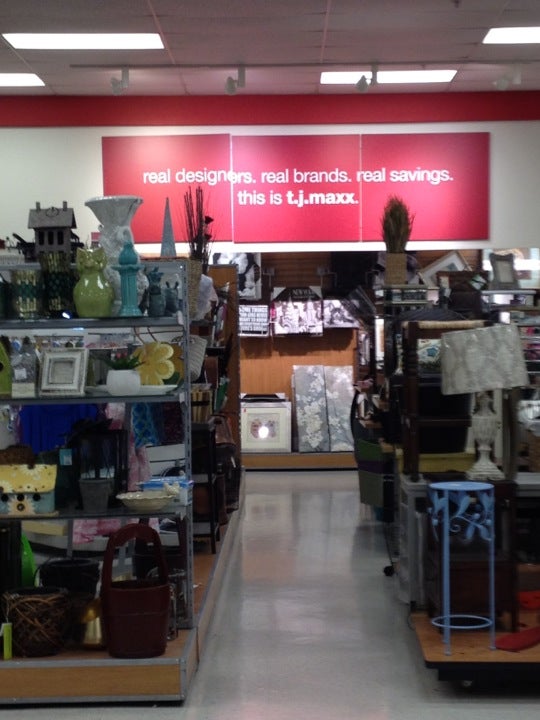 real designers. real brands. real savings.
this is t.j.maxx.